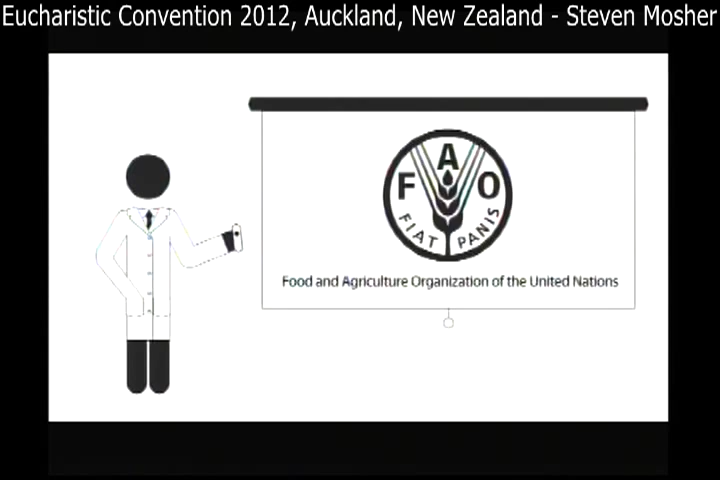 Eucharistic Convention 2012, Auckland, New Zealand - Steven Mosher
F A O
FIAT PANIS
Food and Agriculture Organization of the United Nations